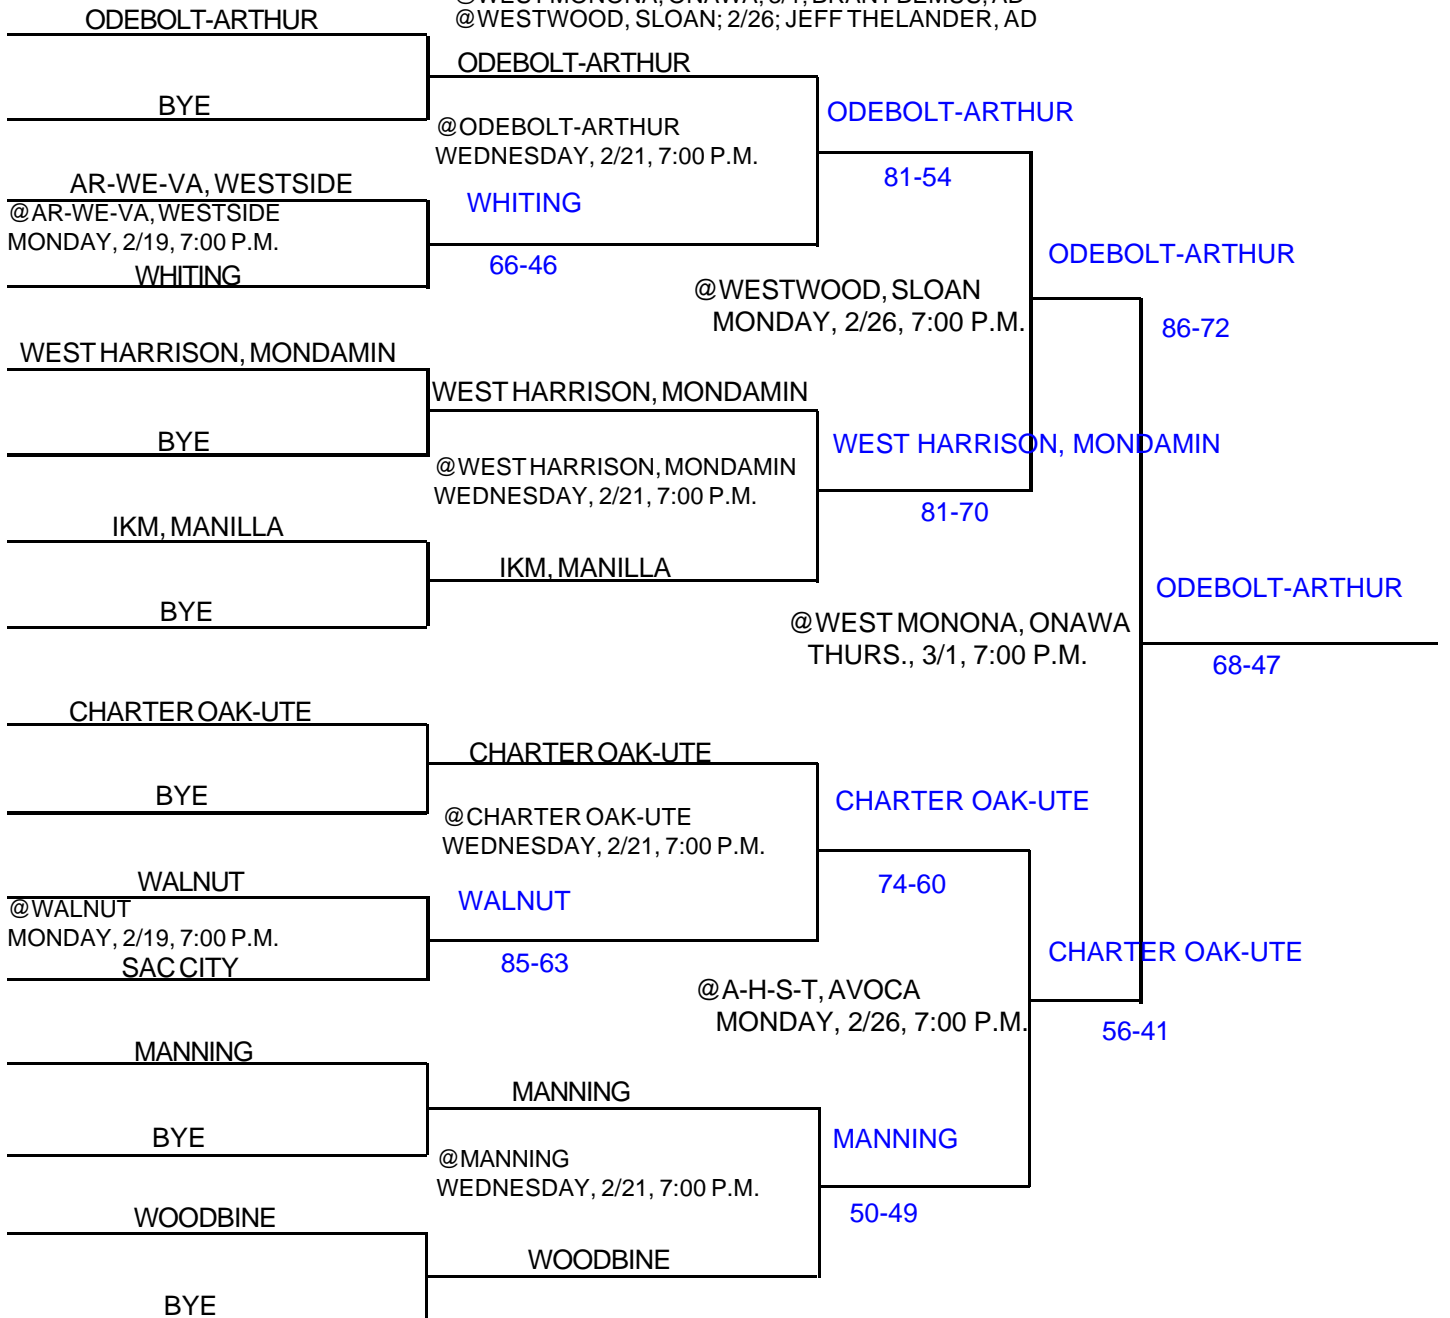 @WESTWOOD, SLOAN; 2/26; JEFF THELANDER, AD
ODEBOLT-ARTHUR
BYE
AR-WE-VA, WESTSIDE
@AR-WE-VA, WESTSIDE
MONDAY, 2/19, 7:00 P.M.
WHITING
WEST HARRISON, MONDAMIN
BYE
IKM, MANILLA
BYE
CHARTER OAK-UTE
BYE
WALNUT
@WALNUT
MONDAY, 2/19, 7:00 P.M.
SAC CITY
MANNING
BYE
WOODBINE
BYE
ODEBOLT-ARTHUR
@ODEBOLT-ARTHUR
WEDNESDAY, 2/21, 7:00 P.M.
WHITING
66-46
WEST HARRISON, MONDAMIN
@WEST HARRISON, MONDAMIN
WEDNESDAY, 2/21, 7:00 P.M.
IKM, MANILLA
CHARTER OAK-UTE
@CHARTER OAK-UTE
WEDNESDAY, 2/21, 7:00 P.M.
WALNUT
85-63
MANNING
@MANNING
WEDNESDAY, 2/21, 7:00 P.M.
WOODBINE
ODEBOLT-ARTHUR
81-54
@WESTWOOD, SLOAN
MONDAY, 2/26, 7:00 P.M.
WEST HARRISON, MONDAMIN
81-70
CHARTER OAK-UTE
74-60
@A-H-S-T, AVOCA
MONDAY, 2/26, 7:00 P.M.
MANNING
50-49
ODEBOLT-ARTHUR
86-72
@WEST MONONA, ONAWA
THURS., 3/1, 7:00 P.M.
CHARTER OAK-UTE
56-41
ODEBOLT-ARTHUR
68-47